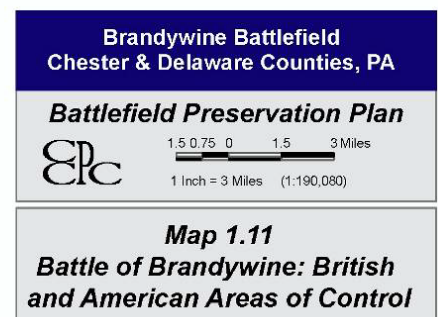 Brandywine Battlefield
Chester & Delaware Counties, PA
Battlefield Preservation Plan
CCPC
1.5 0.75 0 1.5 3 Miles
1 Inch = 3 Miles (1:190,080)
Map 1.11
Battle of Brandywine: British
and American Areas of Control